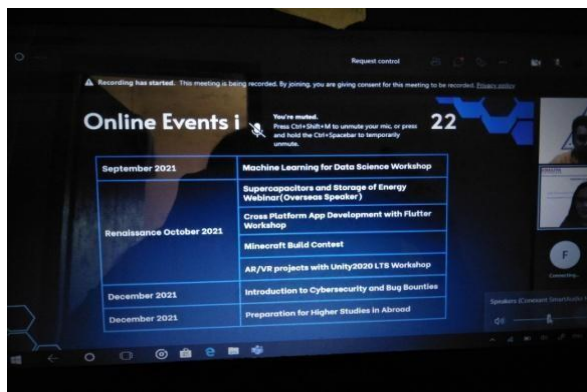 Request control
Recording has started. This meeting is being recorded. By joining, you are giving consent for this meeting to be recorded. Privacy policy
Online Events i
22
You're muted.
Press Ctrl+Shift+M to unmute your mic, or press
and hold the Ctrl+Spacebar to temporarily
unmute.
September 2021
Machine Learning for Data Science Workshop
Renaissance October 2021
Supercapacitors and Storage of Energy
Webinar(Overseas Speaker)
Cross Platform App Development with Flutter
Workshop
Minecraft Build Contest
AR/VR projects with Unity2020 LTS Workshop
December 2021
Introduction to Cybersecurity and Bug Bounties
December 2021
Preparation for Higher Studies in Abroad
F
Connecting...
Speakers (Conexant SmartAudio